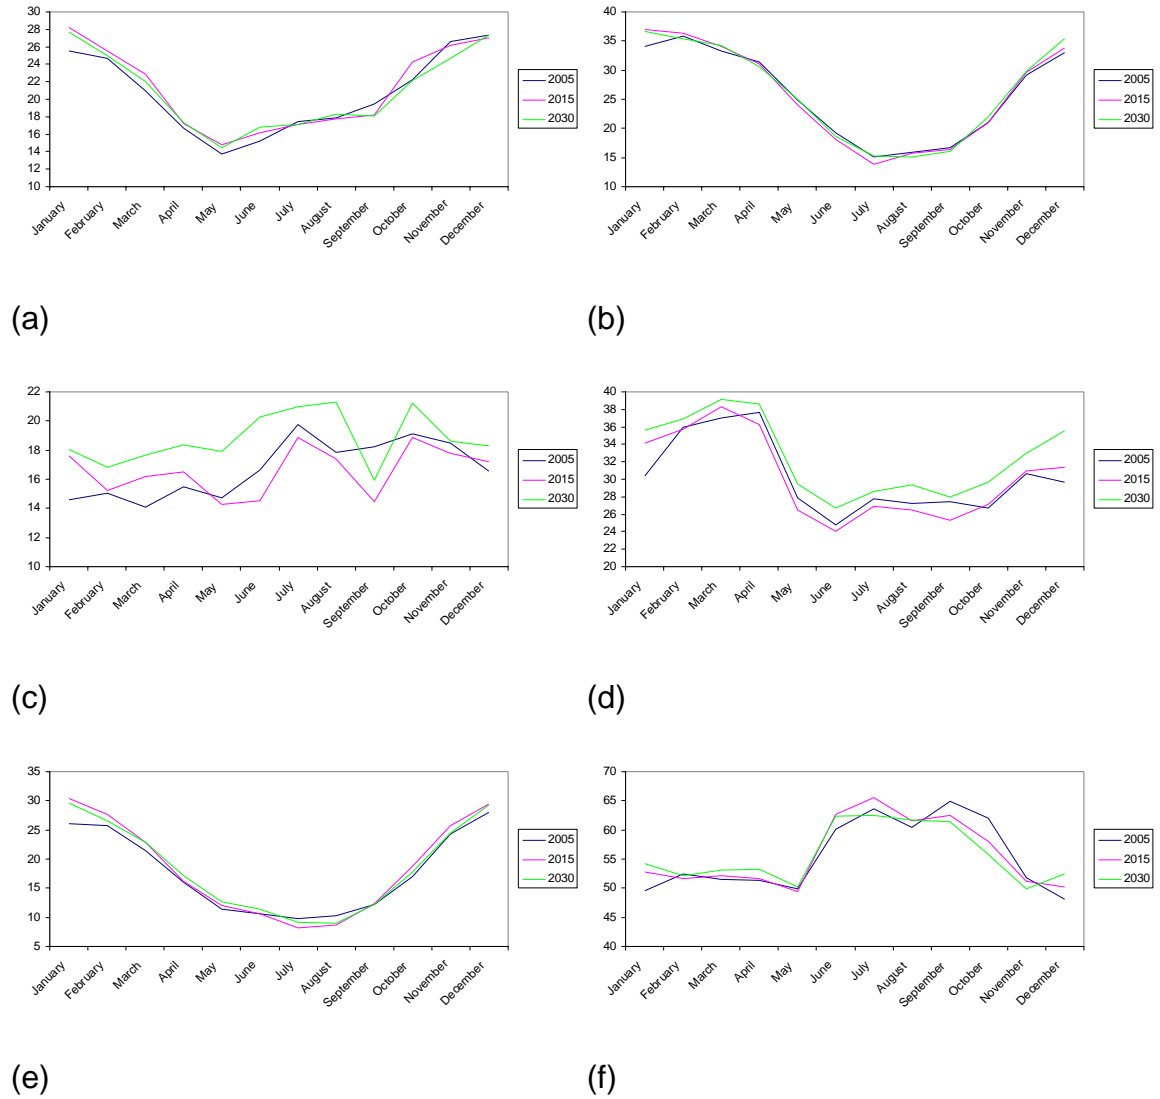 30
28
26
24
22
20
18
16
14
12
10
January
February
March
April
May
June
July
August
September
October
November
December
2005
2015
2030
(a)
40
35
30
25
20
15
10
January
February
March
April
May
June
July
August
September
October
November
December
2005
2015
2030
(b)
22
20
18
16
14
12
10
January
February
March
April
May
June
July
August
September
October
November
December
2005
2015
2030
(c)
40
38
36
34
32
30
28
26
24
22
20
January
February
March
April
May
June
July
August
September
October
November
December
2005
2015
2030
(d)
35
30
25
20
15
10
5
January
February
March
April
May
June
July
August
September
October
November
December
2005
2015
2030
(e)
70
65
60
55
50
45
40
January
February
March
April
May
June
July
August
September
October
November
December
2005
2015
2030
(f)